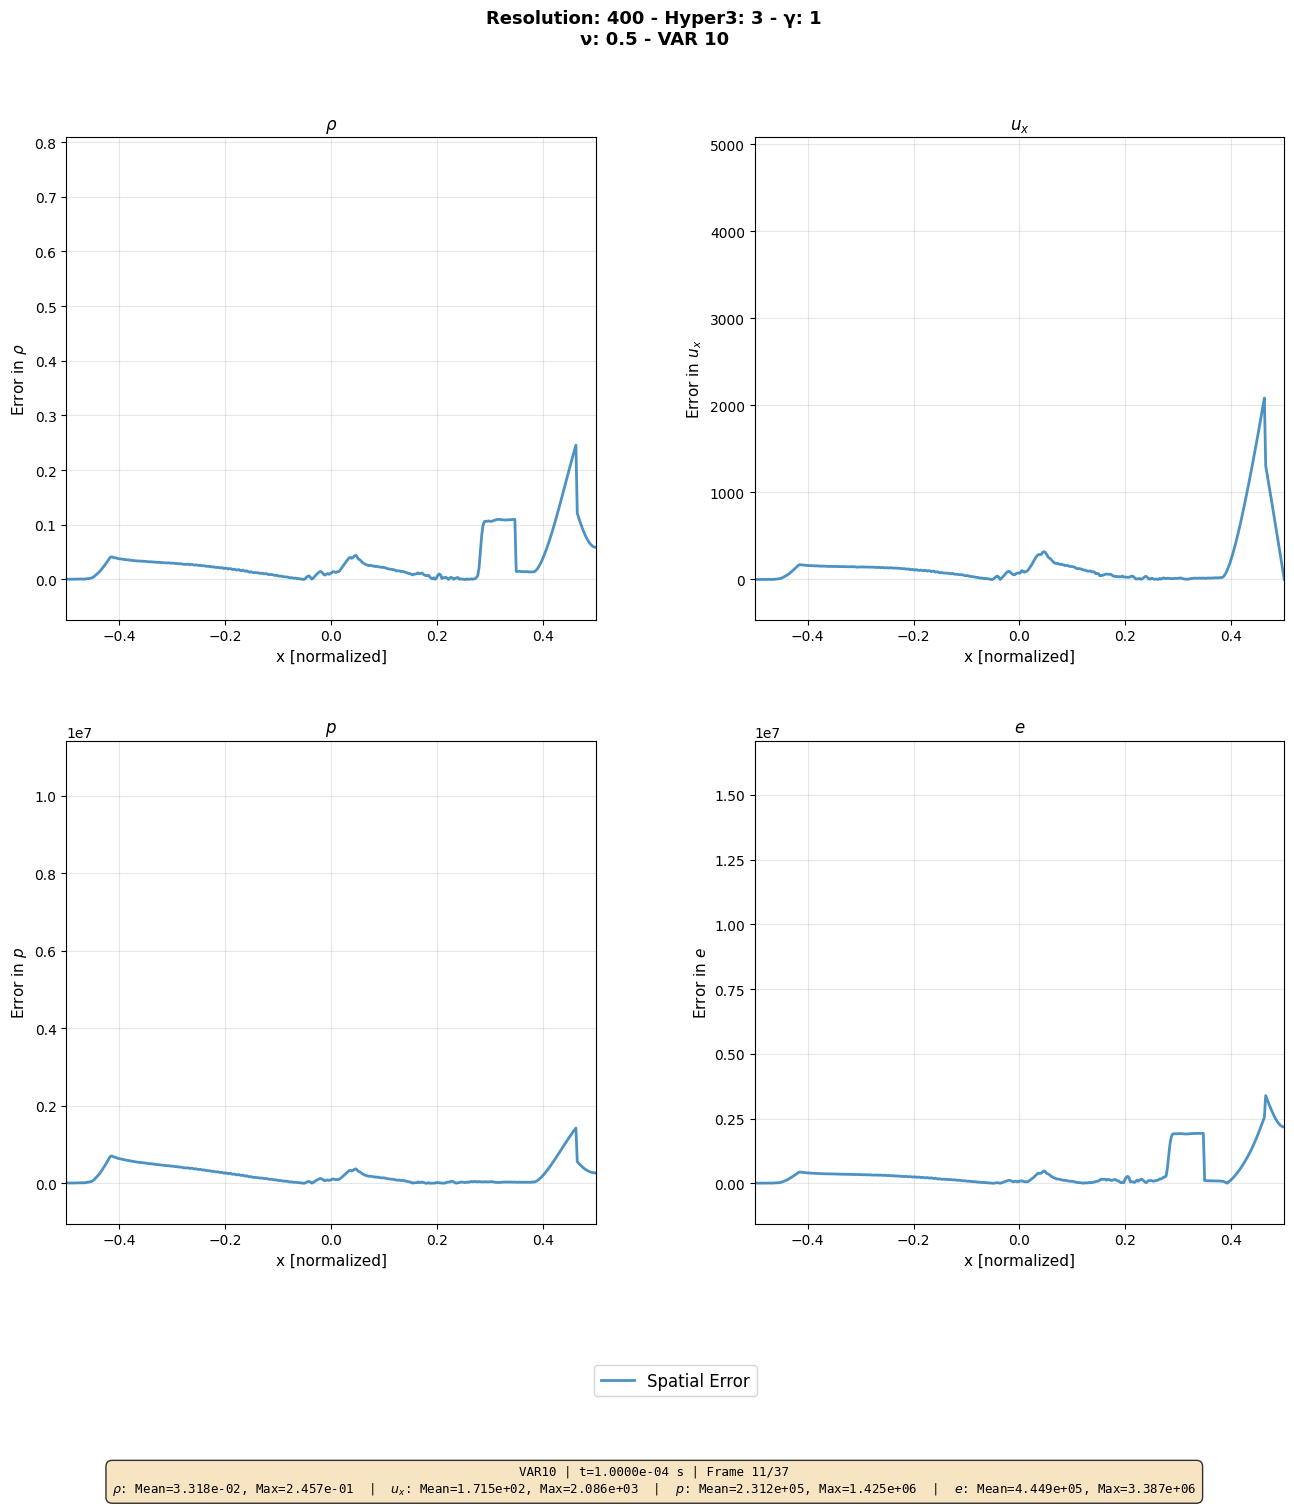 Resolution: 400 - Hyper3: 3 - γ: 1
ν: 0.5 - VAR 10
ρ
Error in ρ
0.8
0.7
0.6
0.5
0.4
0.3
0.2
0.1
0.0
−0.4 −0.2 0.0 0.2 0.4
x [normalized]
u_x
Error in u_x
5000
4000
3000
2000
1000
0
−0.4 −0.2 0.0 0.2 0.4
x [normalized]
p
1e7
Error in p
1.0
0.8
0.6
0.4
0.2
0.0
−0.4 −0.2 0.0 0.2 0.4
x [normalized]
e
1e7
Error in e
1.50
1.25
1.00
0.75
0.50
0.25
0.00
−0.4 −0.2 0.0 0.2 0.4
x [normalized]
Spatial Error
VAR10 | t=1.0000e-04 s | Frame 11/37
ρ: Mean=3.318e-02, Max=2.457e-01 | u_x: Mean=1.715e+02, Max=2.086e+03 | p: Mean=2.312e+05, Max=1.425e+06 | e: Mean=4.449e+05, Max=3.387e+06